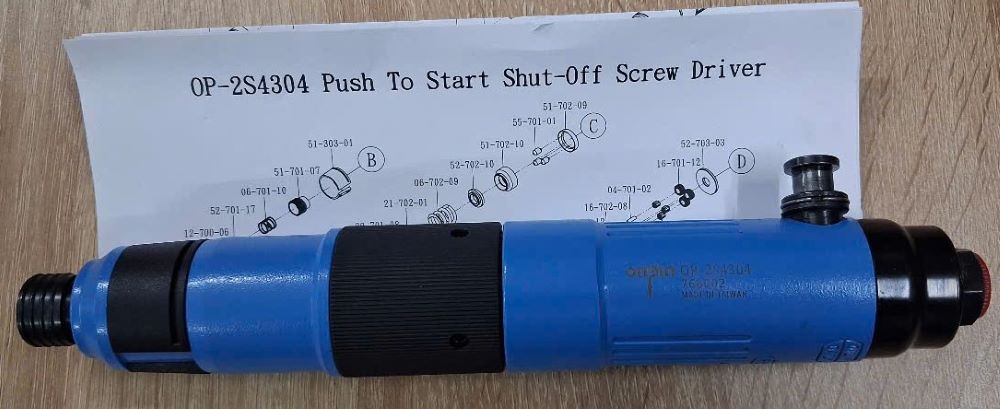 OP-2S4304 Push To Start Shut-Off Screw Driver
51-702-09
55-701-01
C
51-303-01
B
51-702-10
52-703-03
51-701-07
52-702-10
16-701-12
D
06-701-10
06-702-09
04-701-02
52-701-17
21-702-01
16-702-08
12-700-06
OP-2S4304
MADE IN TAIWAN